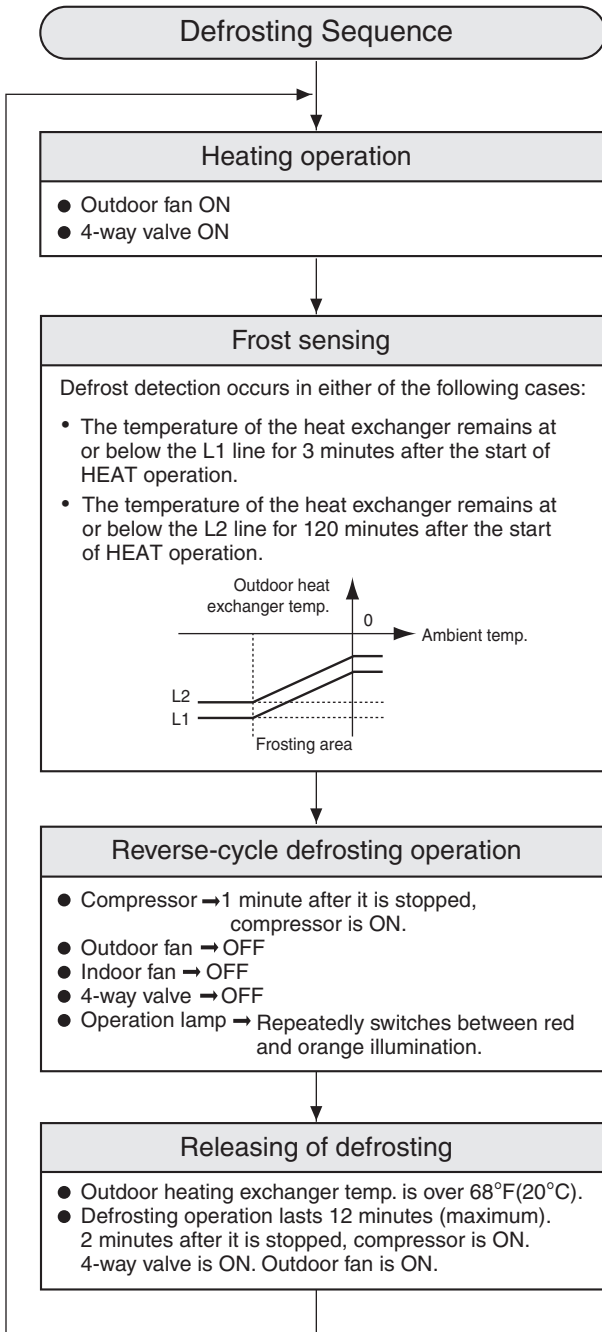 Defrosting Sequence
Heating operation
● Outdoor fan ON
● 4-way valve ON
Frost sensing
Defrost detection occurs in either of the following cases:
• The temperature of the heat exchanger remains at
or below the L1 line for 3 minutes after the start of
HEAT operation.
• The temperature of the heat exchanger remains at
or below the L2 line for 120 minutes after the start
of HEAT operation.
Outdoor heat
exchanger temp.
0
Ambient temp.
L2
L1
Frosting area
Reverse-cycle defrosting operation
● Compressor ➞1 minute after it is stopped,
compressor is ON.
● Outdoor fan ➞ OFF
● Indoor fan ➞ OFF
● 4-way valve ➞ OFF
● Operation lamp ➞ Repeatedly switches between red
and orange illumination.
Releasing of defrosting
● Outdoor heating exchanger temp. is over 68°F(20°C).
● Defrosting operation lasts 12 minutes (maximum).
2 minutes after it is stopped, compressor is ON.
4-way valve is ON. Outdoor fan is ON.